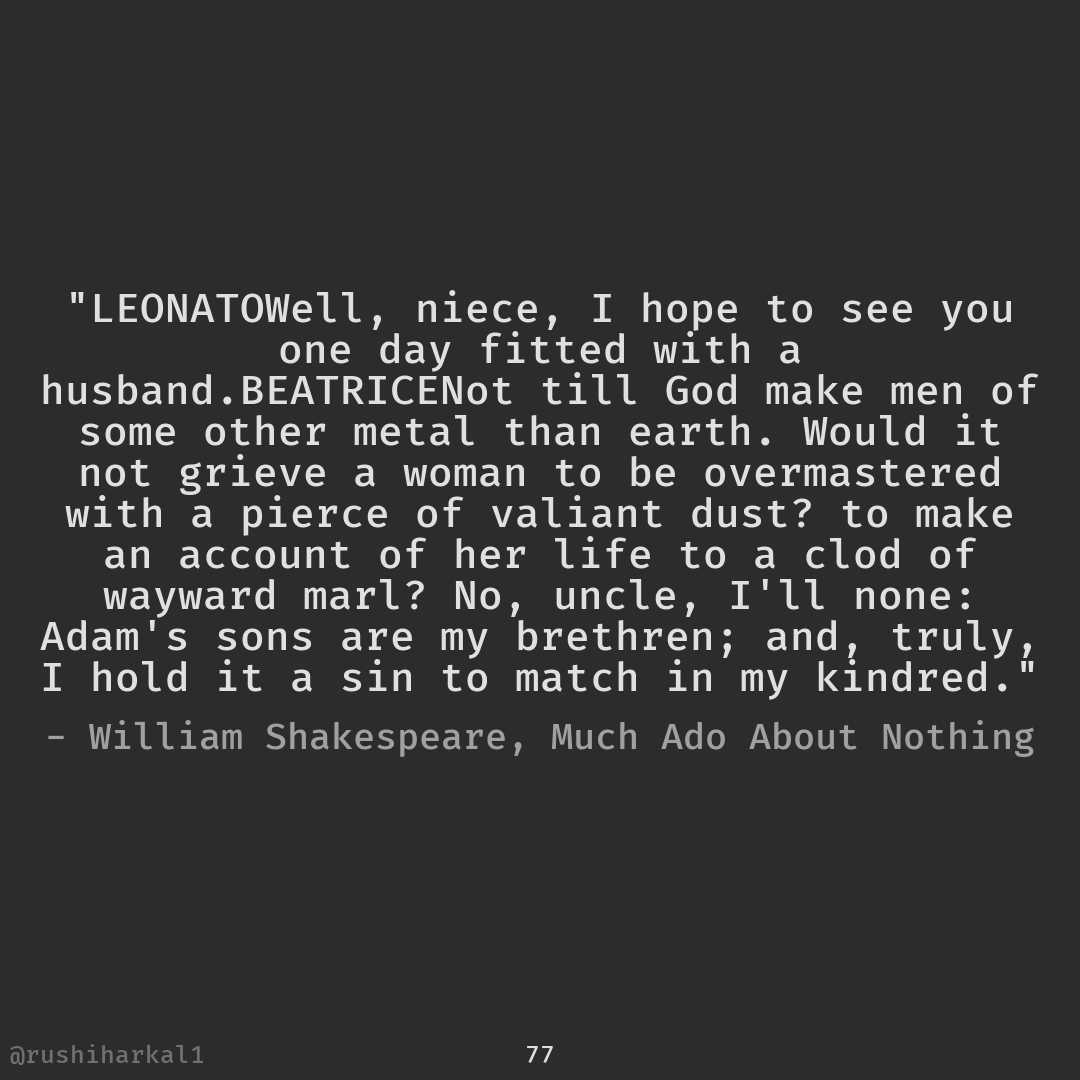 "LEONATOWell, niece, I hope to see you
one day fitted with a
husband.BEATRICENot till God make men of
some other metal than earth. Would it
not grieve a woman to be overmastered
with a pierce of valiant dust? to make
an account of her life to a clod of
wayward marl? No, uncle, I'll none:
Adam's sons are my brethren; and, truly,
I hold it a sin to match in my kindred."
– William Shakespeare, Much Ado About Nothing
@rushiharkal1
77